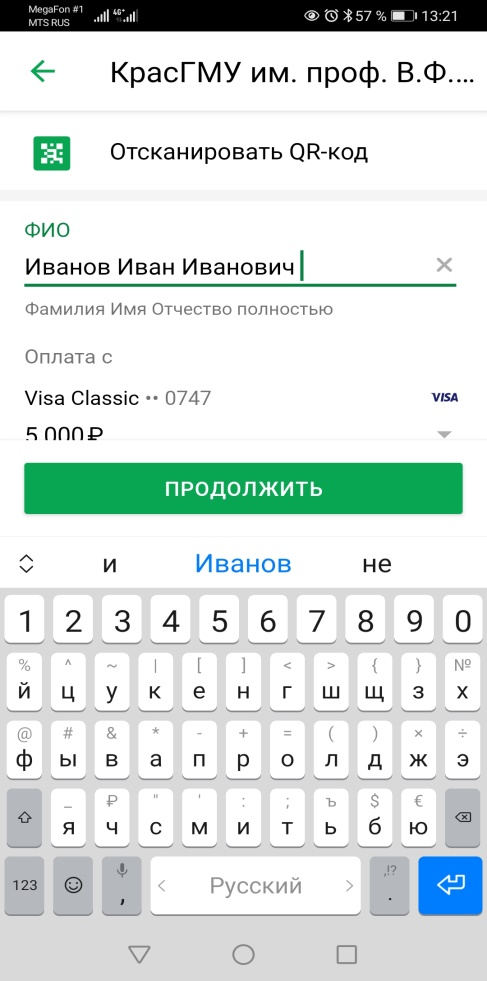 MegaFon #1
MTS RUS
4G+
57 %
13:21
КрасГМУ им. проф. В.Ф....
Отсканировать QR-код
ФИО
Иванов Иван Иванович
Фамилия Имя Отчество полностью
Оплата с
Visa Classic •• 0747
VISA
5 000 ₽
ПРОДОЛЖИТЬ
и Иванов не
1 2 3 4 5 6 7 8 9 0
% ^ ~ | [ ] < > { } №
й ц у к е н г ш щ з х
@ # & * - + = ( ) × ÷
ф ы в а п р о л д ж э
_ ₽ " ' : ; ъ $ €
я ч с м и т ь б ю
123 , < Русский > ,!? .